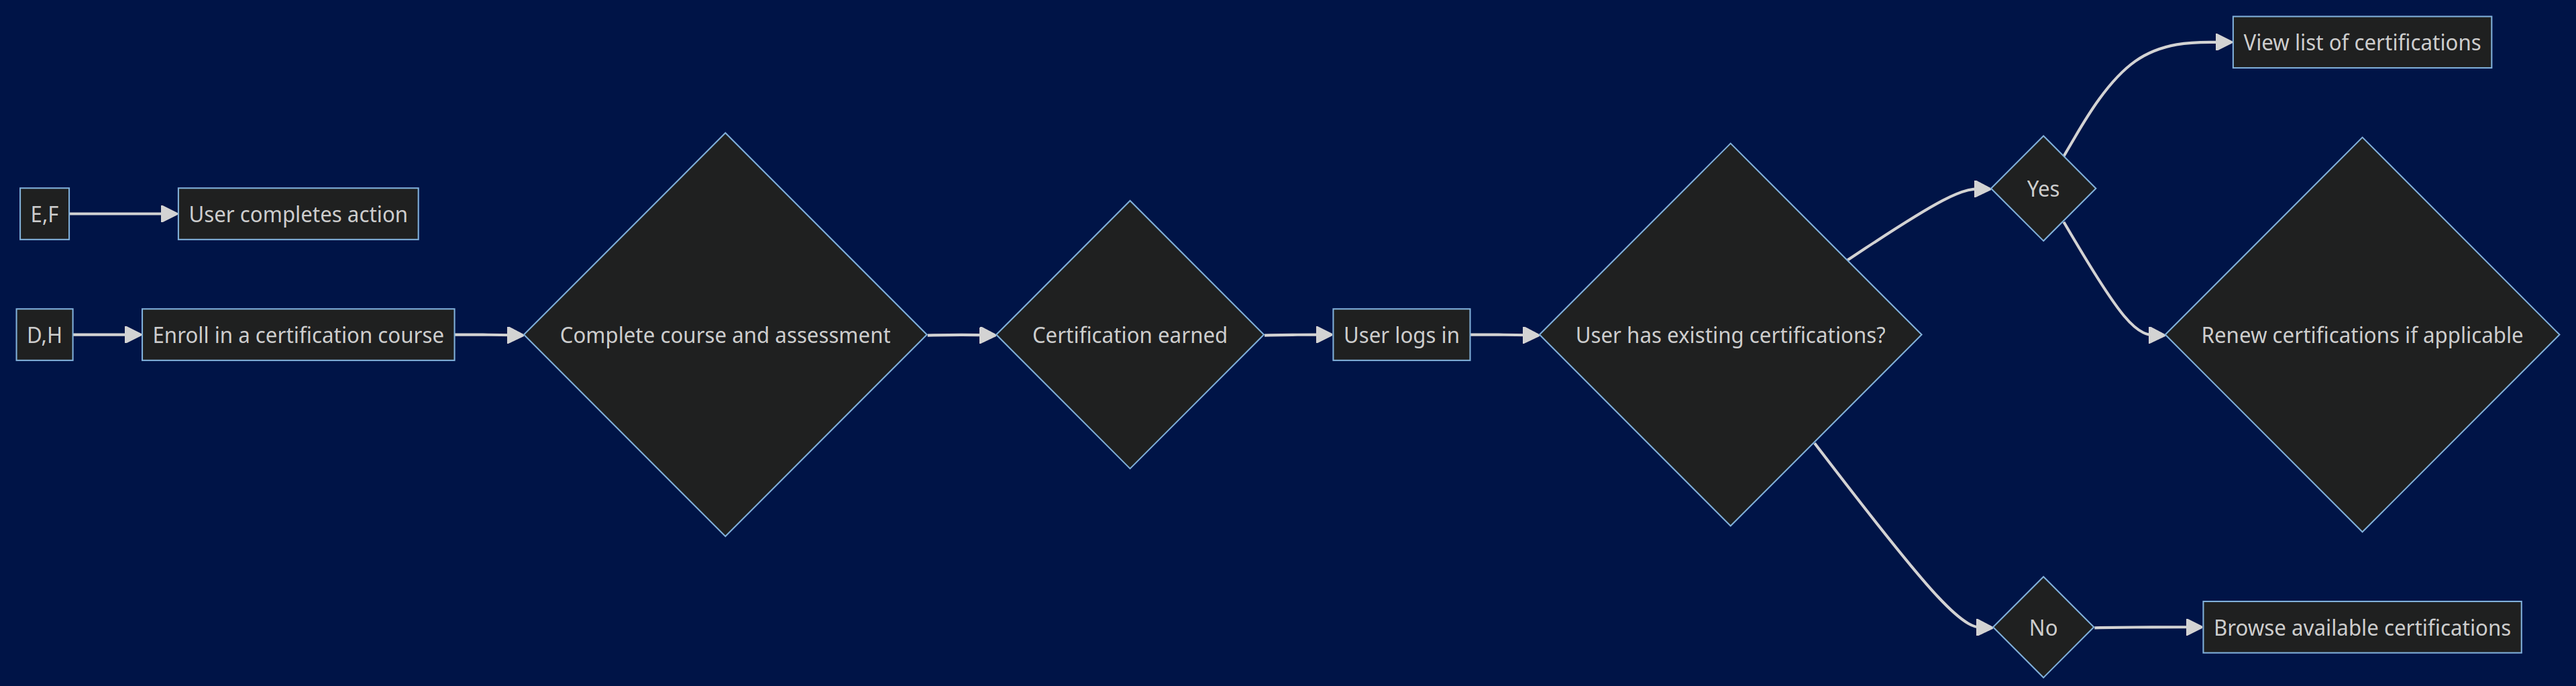 View list of certifications
E,F
User completes action
Yes
D,H
Enroll in a certification course
Complete course and assessment
Certification earned
User logs in
User has existing certifications?
Renew certifications if applicable
No
Browse available certifications